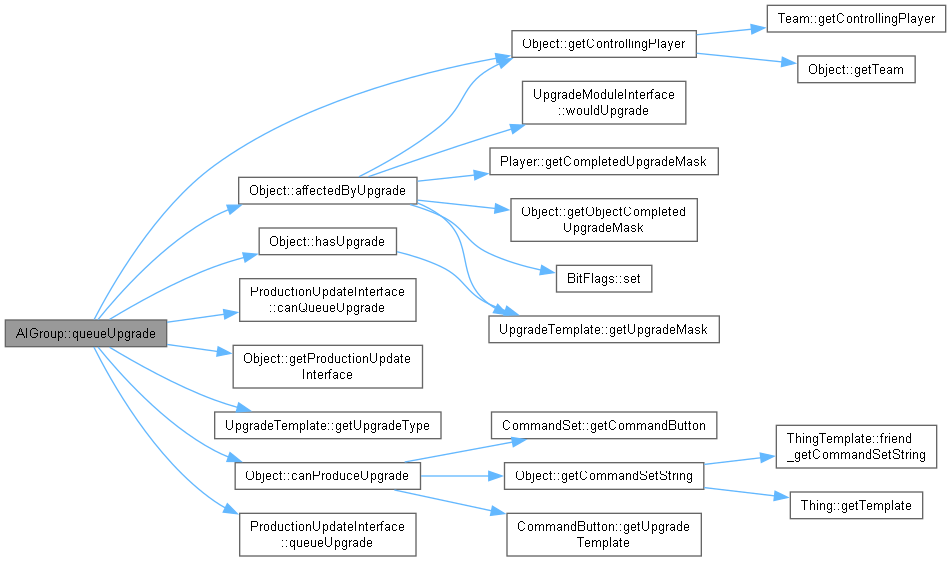 Team::getControllingPlayer
Object::getControllingPlayer
Object::getTeam
UpgradeModuleInterface
::wouldUpgrade
Player::getCompletedUpgradeMask
Object::affectedByUpgrade
Object::getObjectCompleted
UpgradeMask
Object::hasUpgrade
BitFlags::set
ProductionUpdateInterface
::canQueueUpgrade
UpgradeTemplate::getUpgradeMask
AIGroup::queueUpgrade
Object::getProductionUpdate
Interface
UpgradeTemplate::getUpgradeType
CommandSet::getCommandButton
ThingTemplate::friend
_getCommandSetString
Object::canProduceUpgrade
Object::getCommandSetString
Thing::getTemplate
ProductionUpdateInterface
::queueUpgrade
CommandButton::getUpgrade
Template